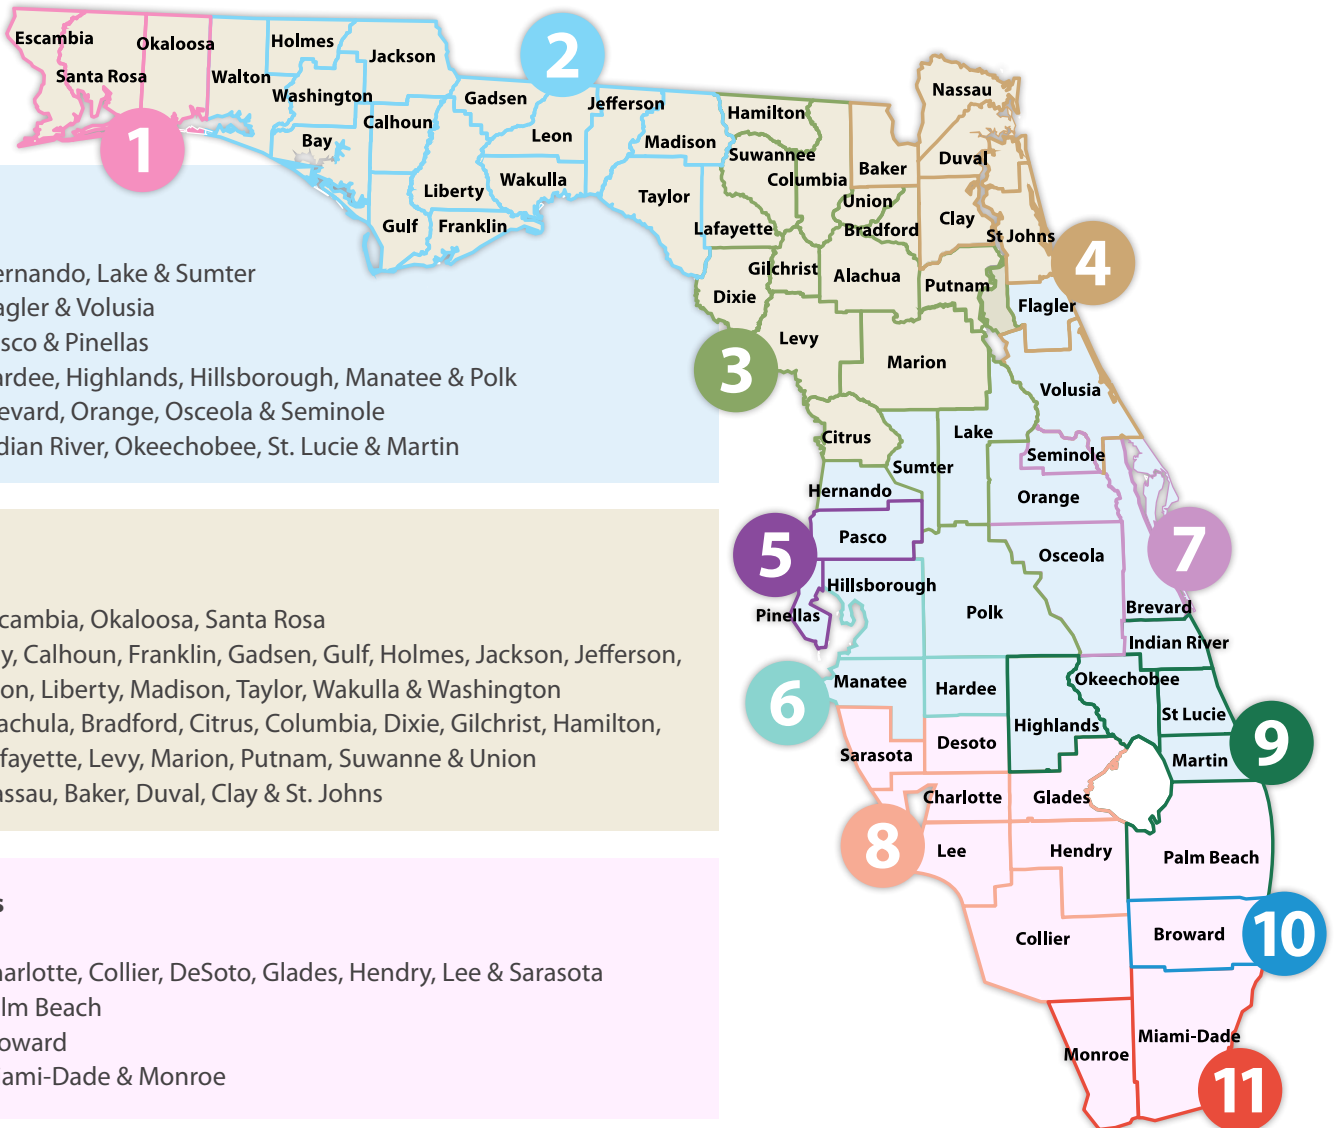 Escambia
Santa Rosa
Okaloosa
Walton
Holmes
Washington
Jackson
Bay
Calhoun
Gulf
Liberty
Franklin
Gadsen
Leon
Wakulla
Jefferson
Madison
Taylor
Hamilton
Suwannee
Columbia
Lafayette
Baker
Union
Bradford
Nassau
Duval
Clay
St Johns
Gilchrist
Alachua
Putnam
Dixie
Levy
Marion
Flagler
Volusia
Citrus
Sumter
Lake
Seminole
Orange
Hernando
Pasco
Hillsborough
Pinellas
Polk
Osceola
Brevard
Indian River
Manatee
Hardee
Highlands
Okeechobee
St Lucie
Martin
Sarasota
Desoto
Charlotte
Glades
Lee
Hendry
Palm Beach
Collier
Broward
Miami-Dade
Monroe
1
2
3
4
5
6
7
8
9
10
11
ernando, Lake & Sumter
agler & Volusia
sco & Pinellas
ardee, Highlands, Hillsborough, Manatee & Polk
evard, Orange, Osceola & Seminole
dian River, Okeechobee, St. Lucie & Martin
cambia, Okaloosa, Santa Rosa
y, Calhoun, Franklin, Gadsen, Gulf, Holmes, Jackson, Jefferson,
on, Liberty, Madison, Taylor, Wakulla & Washington
achula, Bradford, Citrus, Columbia, Dixie, Gilchrist, Hamilton,
fayette, Levy, Marion, Putnam, Suwanne & Union
assau, Baker, Duval, Clay & St. Johns
s
harlotte, Collier, DeSoto, Glades, Hendry, Lee & Sarasota
lm Beach
oward
iami-Dade & Monroe